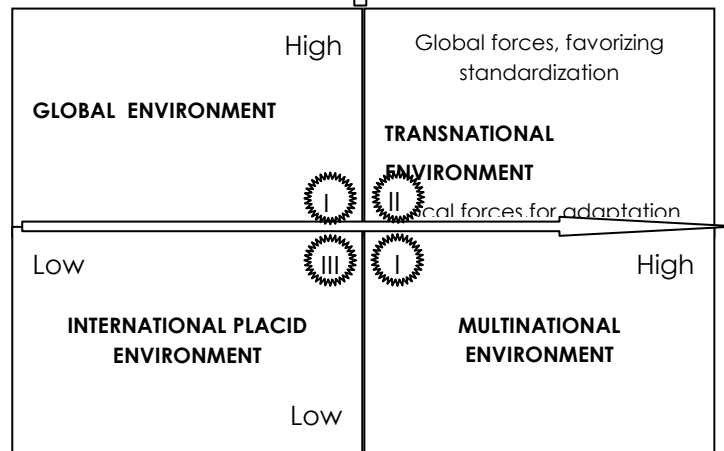 High
Global forces, favorizing
standardization
GLOBAL ENVIRONMENT
TRANSNATIONAL
ENVIRONMENT
I
II
forces, for adaptation
Low
III
I
High
INTERNATIONAL PLACID
ENVIRONMENT
MULTINATIONAL
ENVIRONMENT
Low